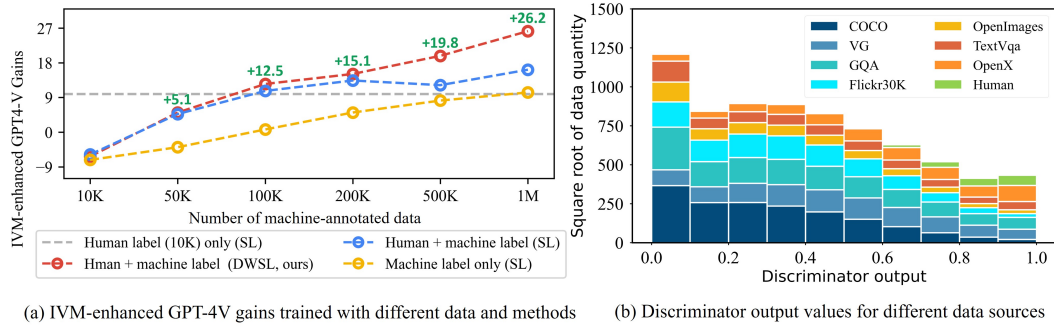 IVM-enhanced GPT4-V Gains
27
18
9
0
−9
+5.1
+12.5
+15.1
+19.8
+26.2
10K 50K 100K 200K 500K 1M
Number of machine-annotated data
Human label (10K) only (SL)
Human + machine label (SL)
Hman + machine label (DWSL, ours)
Machine label only (SL)
(a) IVM-enhanced GPT-4V gains trained with different data and methods
Square root of data quantity
1500
1250
1000
750
500
250
0
COCO
VG
GQA
Flickr30K
OpenImages
TextVqa
OpenX
Human
0.0 0.2 0.4 0.6 0.8 1.0
Discriminator output
(b) Discriminator output values for different data sources